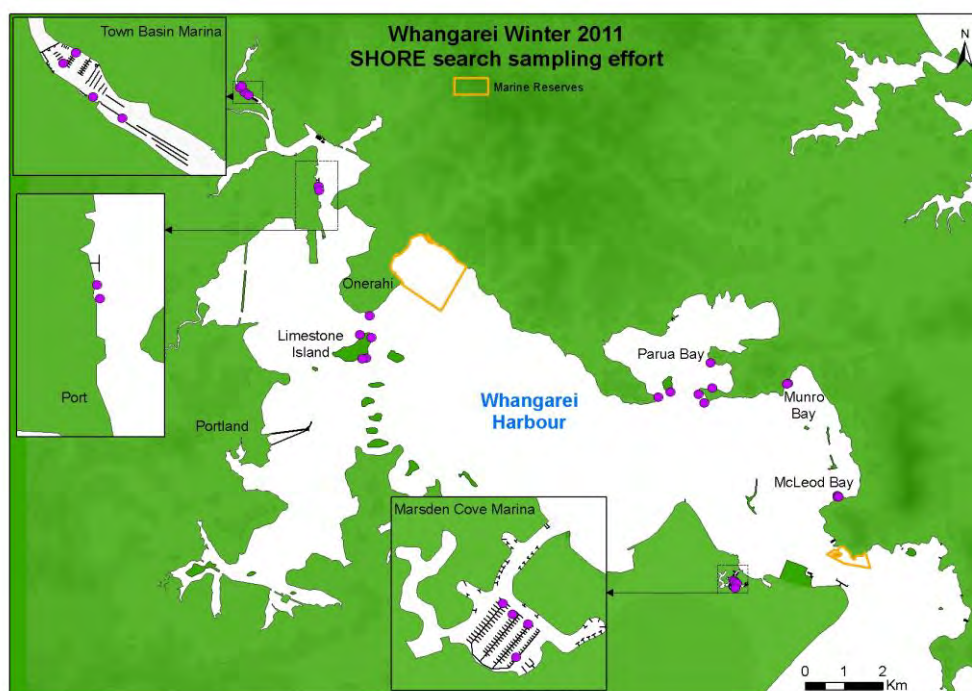 Town Basin Marina
Whangarei Winter 2011
SHORE search sampling effort
Marine Reserves
N
Onerahi
Limestone
Island
Parua Bay
Munro
Bay
Port
Portland
Whangarei
Harbour
McLeod Bay
Marsden Cove Marina
0 1 2
Km